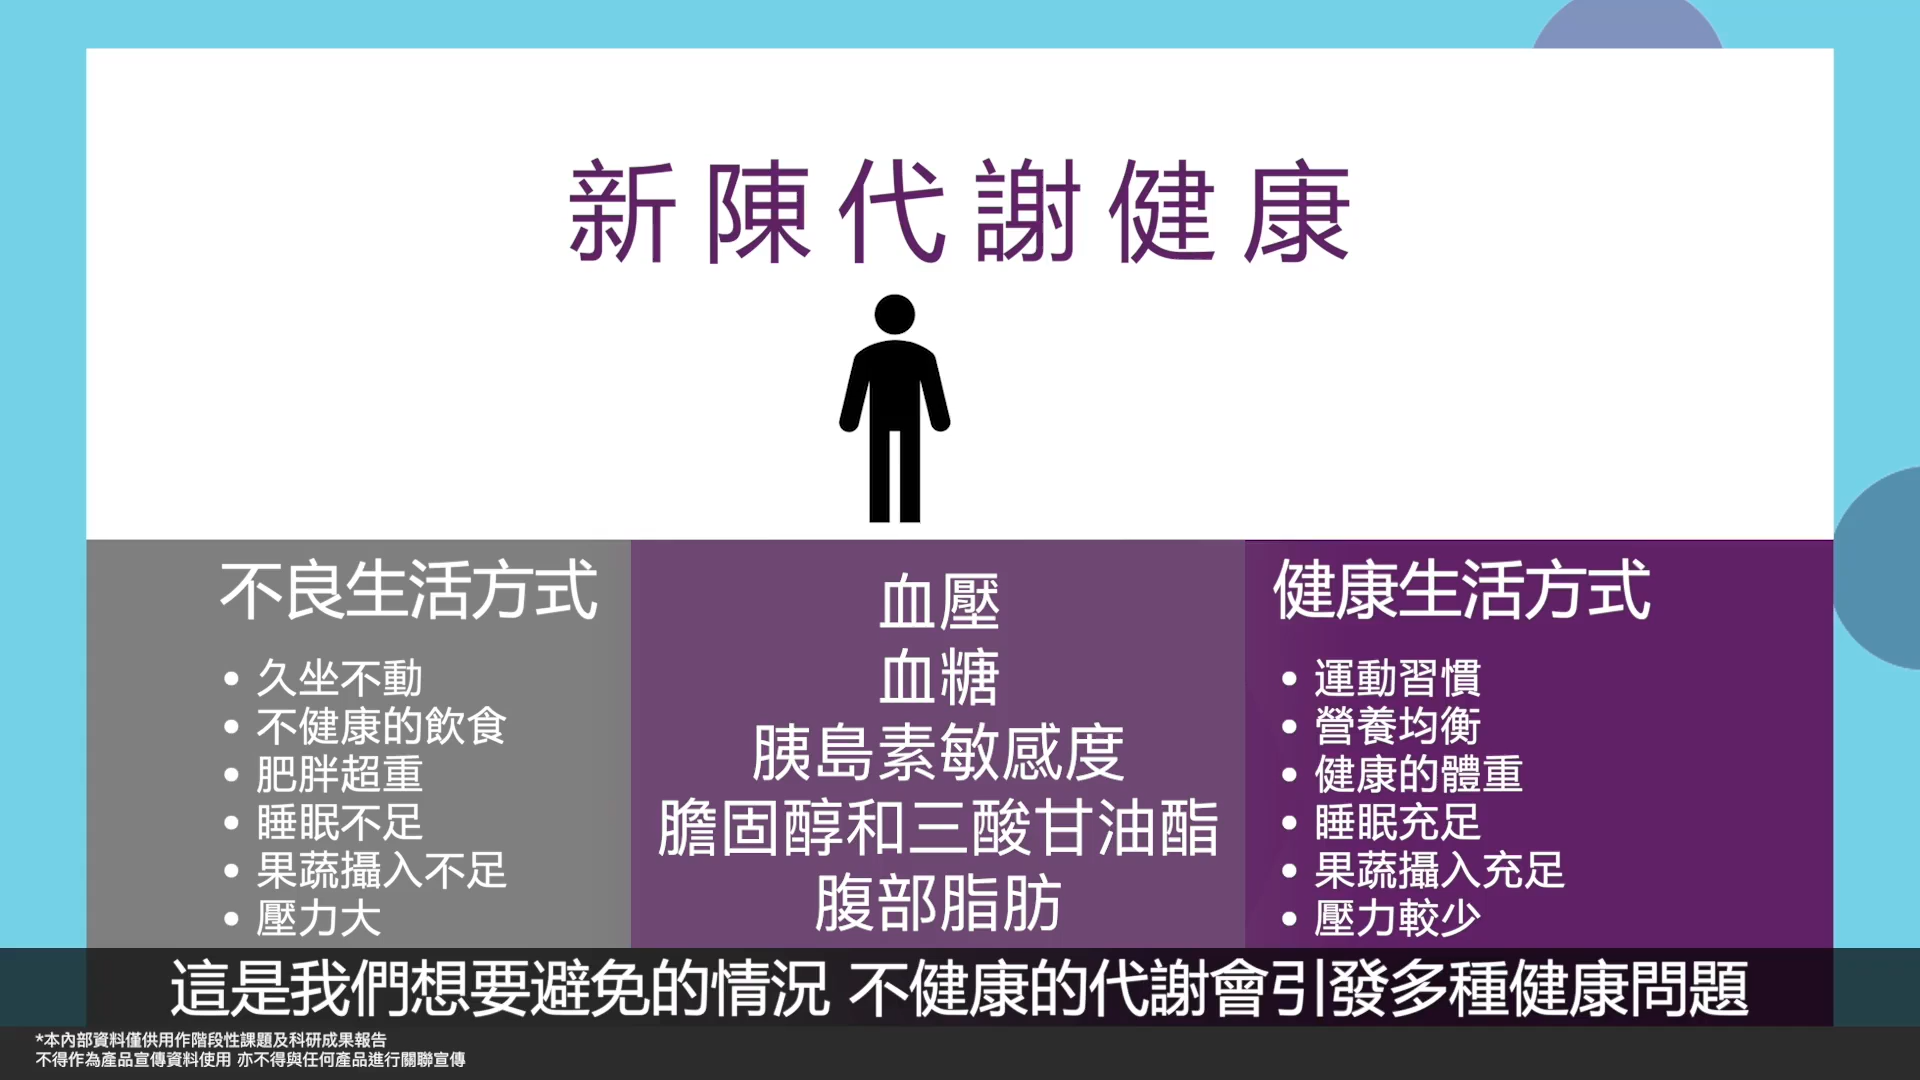 新陳代謝健康
不良生活方式
• 久坐不動
• 不健康的飲食
• 肥胖超重
• 睡眠不足
• 果蔬攝入不足
• 壓力大
血壓
血糖
胰島素敏感度
膽固醇和三酸甘油酯
腹部脂肪
健康生活方式
• 運動習慣
• 營養均衡
• 健康的體重
• 睡眠充足
• 果蔬攝入充足
• 壓力較少
這是我們想要避免的情況 不健康的代謝會引發多種健康問題
*本內部資料僅供用作階段性課題及科研成果報告
不得作為產品宣傳資料使用 亦不得與任何產品進行關聯宣傳